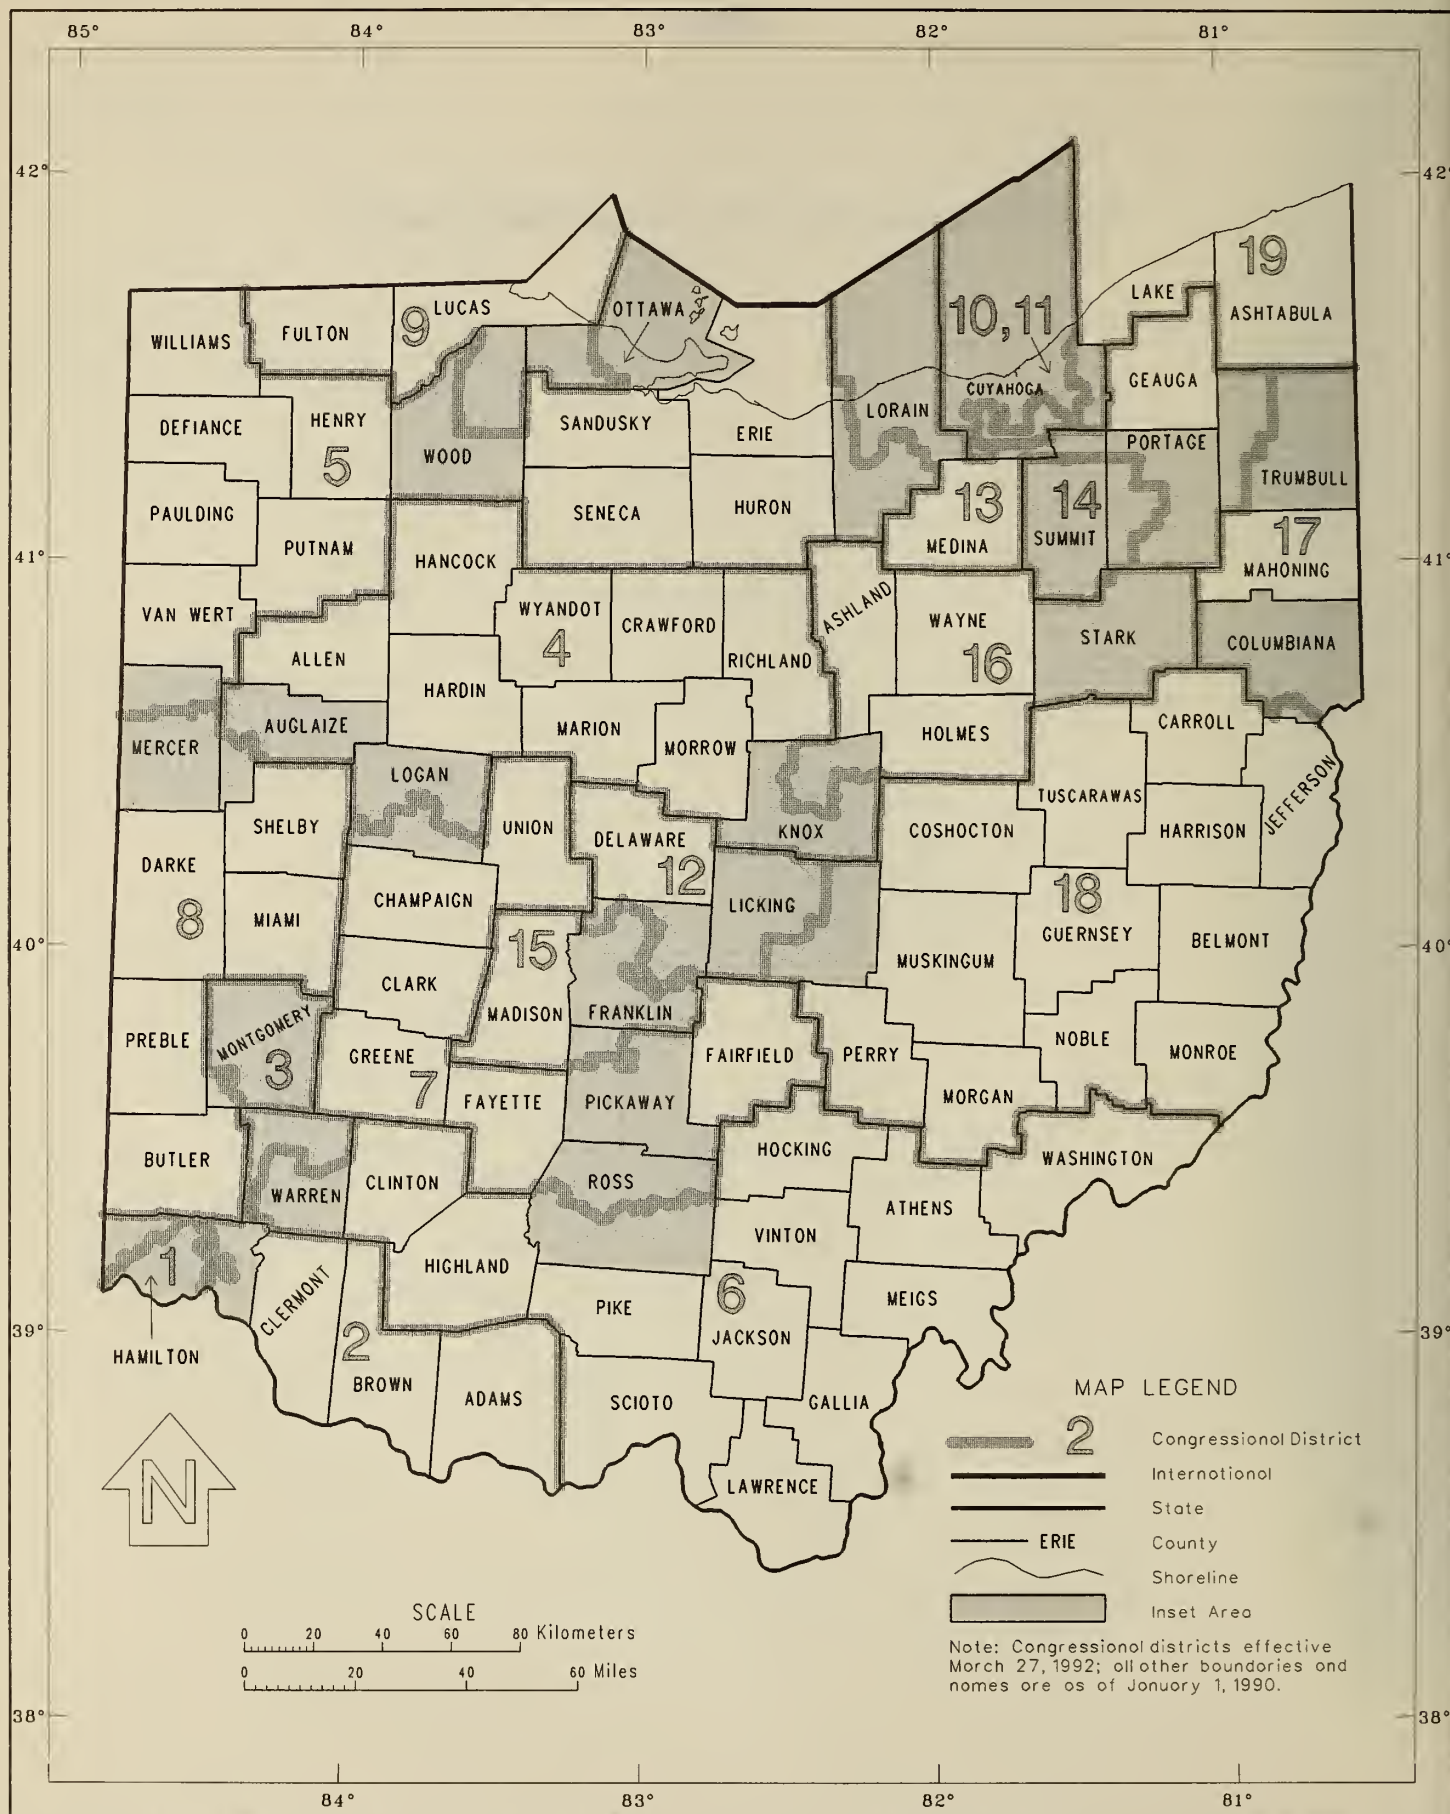 85° 84° 83° 82° 81°
42° 42°
19
LAKE
10,11
OTTAWA
LUCAS
9
ASHTABULA
FULTON
WILLIAMS
GEAUGA
CUYAHOGA
LORAIN
HENRY
SANDUSKY
DEFIANCE
ERIE
PORTAGE
WOOD
5
TRUMBULL
13
14
HURON
SENECA
PAULDING
17
SUMMIT
MEDINA
PUTNAM
41° 41°
HANCOCK
MAHONING
WYANDOT
ASHLAND
VAN WERT
WAYNE
CRAWFORD
STARK
COLUMBIANA
4
ALLEN
RICHLAND
16
HARDIN
AUGLAIZE
MARION
CARROLL
HOLMES
MERCER
MORROW
LOGAN
TUSCARAWAS
JEFFERSON
SHELBY
UNION
DELAWARE
KNOX
COSHOCTON
HARRISON
DARKE
12
18
CHAMPAIGN
LICKING
8
MIAMI
15
GUERNSEY
BELMONT
40° 40°
MUSKINGUM
CLARK
MADISON
FRANKLIN
MONTGOMERY
PREBLE
NOBLE
GREENE
FAIRFIELD
PERRY
MONROE
3
7
FAYETTE
PICKAWAY
MORGAN
HOCKING
BUTLER
WASHINGTON
CLINTON
ROSS
WARREN
ATHENS
VINTON
1
HIGHLAND
CLERMONT
6
MEIGS
PIKE
39° 39°
JACKSON
2
HAMILTON
BROWN
ADAMS
SCIOTO
GALLIA
LAWRENCE
N
MAP LEGEND
2 Congressionol District
Internotionol
Stote
ERIE County
Shoreline
Inset Areo
Note: Congressionol districts effective
Morch 27, 1992; oll other boundories ond
nomes ore os of Jonuory 1, 1990.
SCALE
0 20 40 60 80 Kilometers
0 20 40 60 Miles
38° 38°
84° 83° 82° 81°